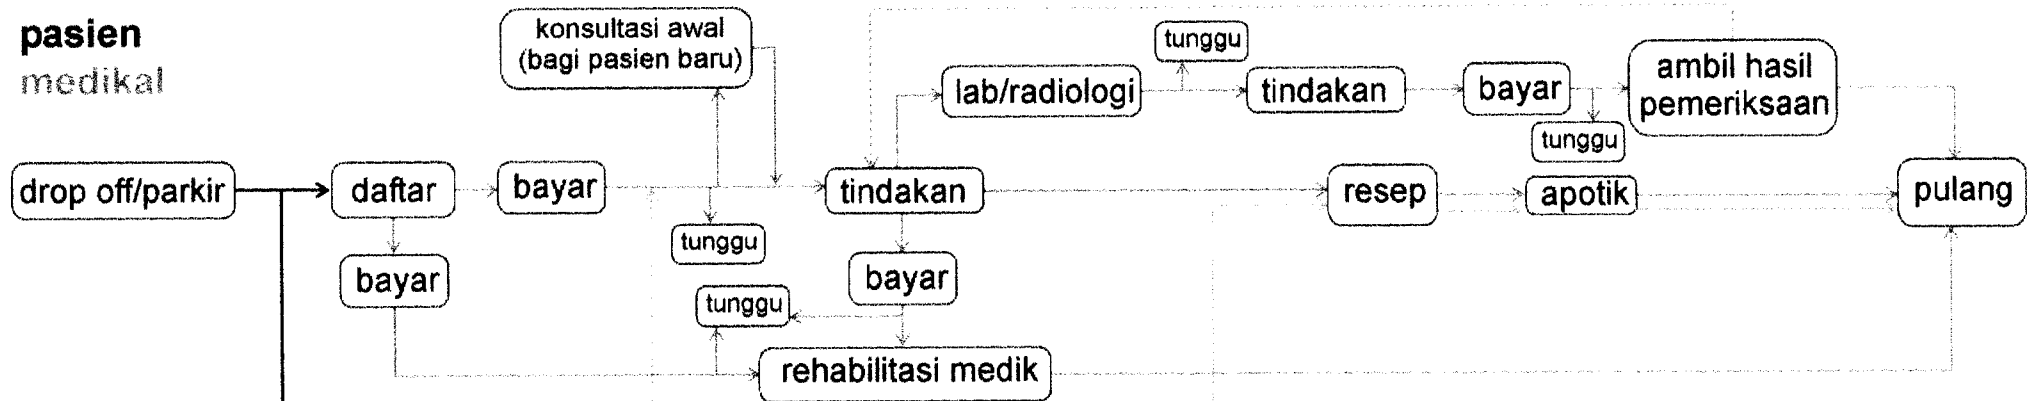 pasien
medikal
konsultasi awal
(bagi pasien baru)
tunggu
lab/radiologi
tindakan
bayar
ambil hasil
pemeriksaan
tunggu
drop off/parkir
daftar
bayar
tindakan
resep
apotik
pulang
tunggu
bayar
bayar
tunggu
rehabilitasi medik